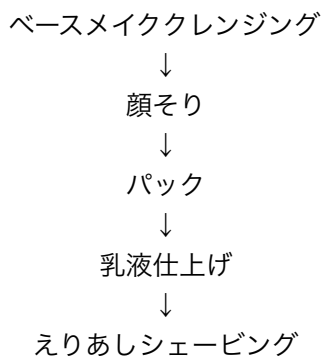 ベースメイククレンジング
↓
顔そり
↓
パック
↓
乳液仕上げ
↓
えりあしシェービング